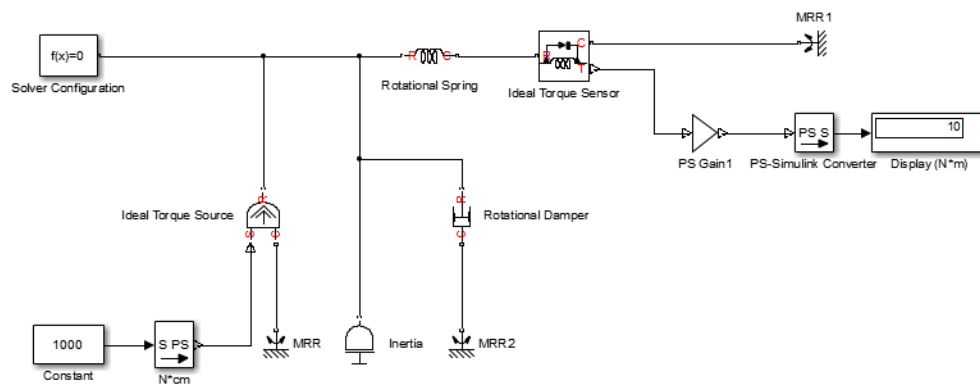 MRR1
f(x)=0
R
C
R
C
T
Solver Configuration
Rotational Spring
Ideal Torque Sensor
10
PS S
PS Gain1
PS-Simulink Converter
Display (N*m)
R
Ideal Torque Source
S
C
R
Rotational Damper
C
1000
S PS
MRR
Inertia
MRR2
Constant
N*cm